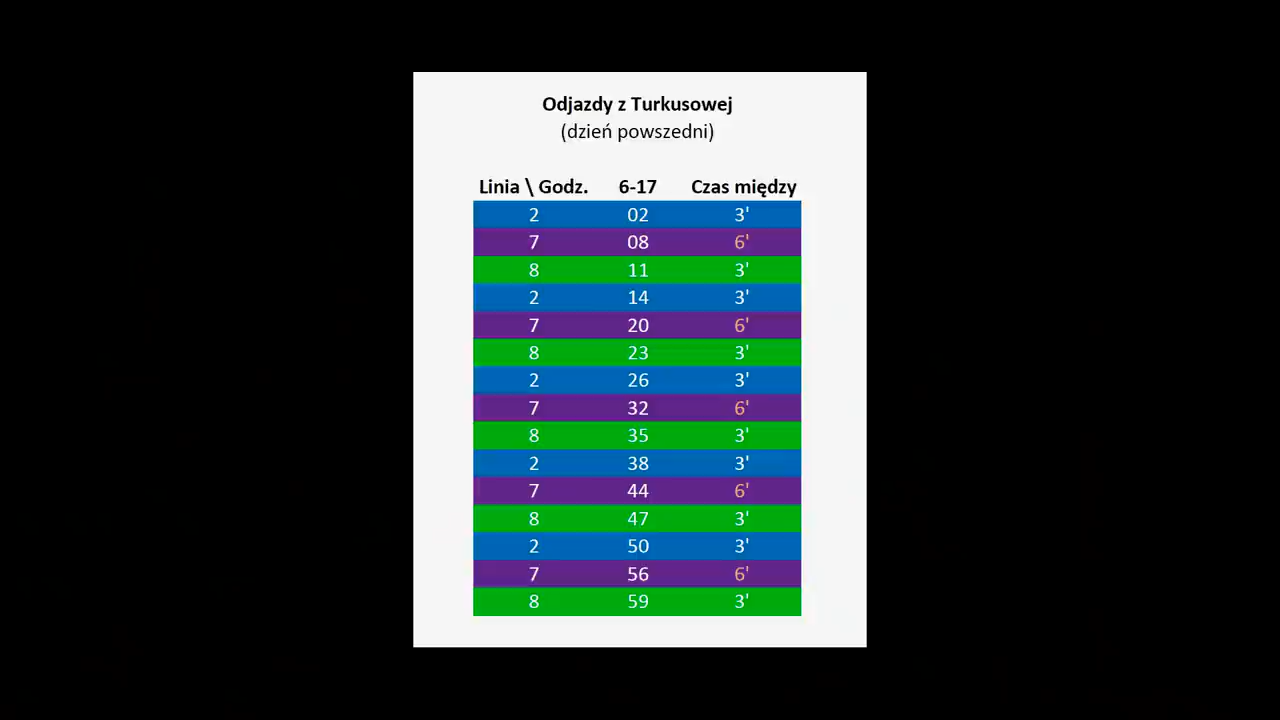 Odjazdy z Turkusowej
(dzień powszedni)
Linia \ Godz. 6-17 Czas między
2 02 3'
7 08 6'
8 11 3'
2 14 3'
7 20 6'
8 23 3'
2 26 3'
7 32 6'
8 35 3'
2 38 3'
7 44 6'
8 47 3'
2 50 3'
7 56 6'
8 59 3'